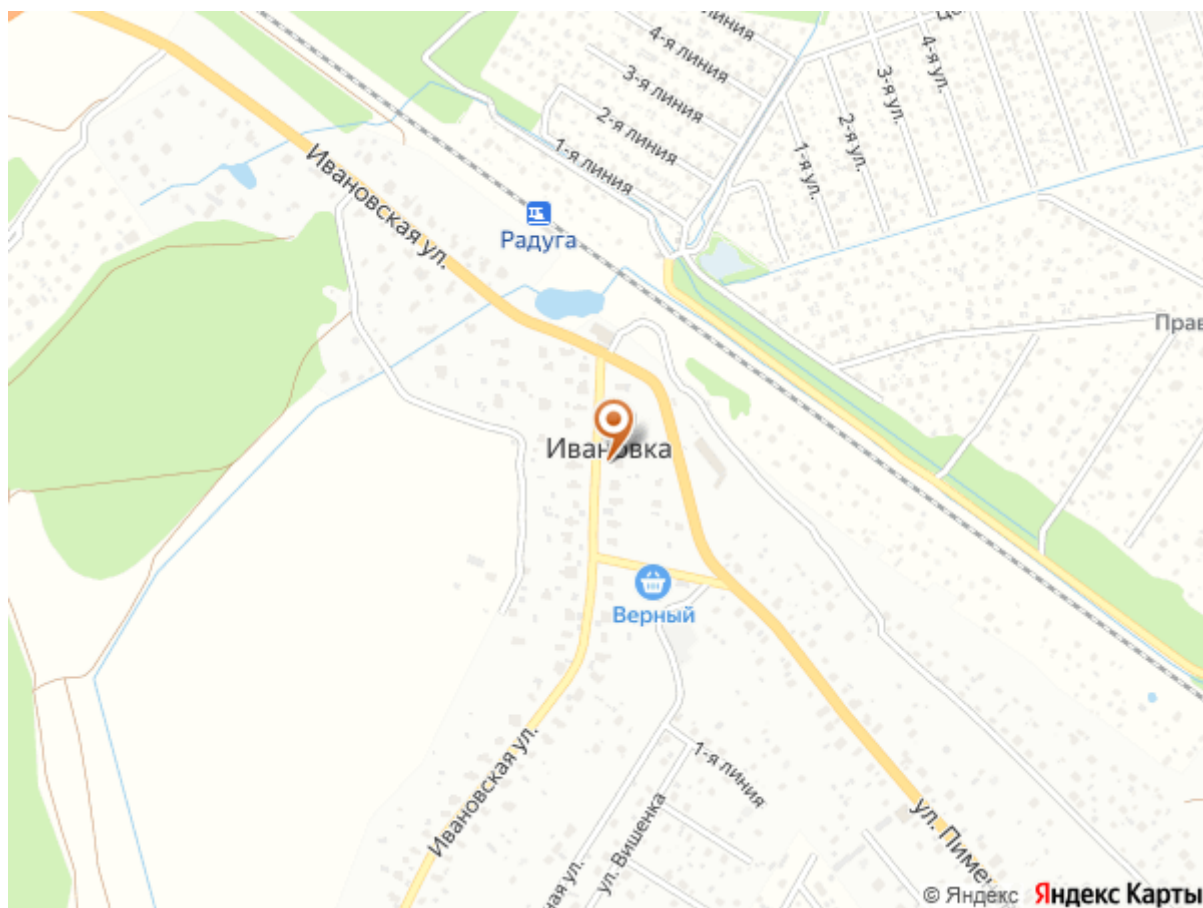 4-я линия
3-я линия
2-я линия
1-я линия
4-я ул.
3-я ул.
2-я ул.
1-я ул.
Ивановская ул.
Радуга
Ивановка
Верный
Ивановская ул.
1-я линия
ул. Вишенка
ул.
© Яндекс Яндекс Карты